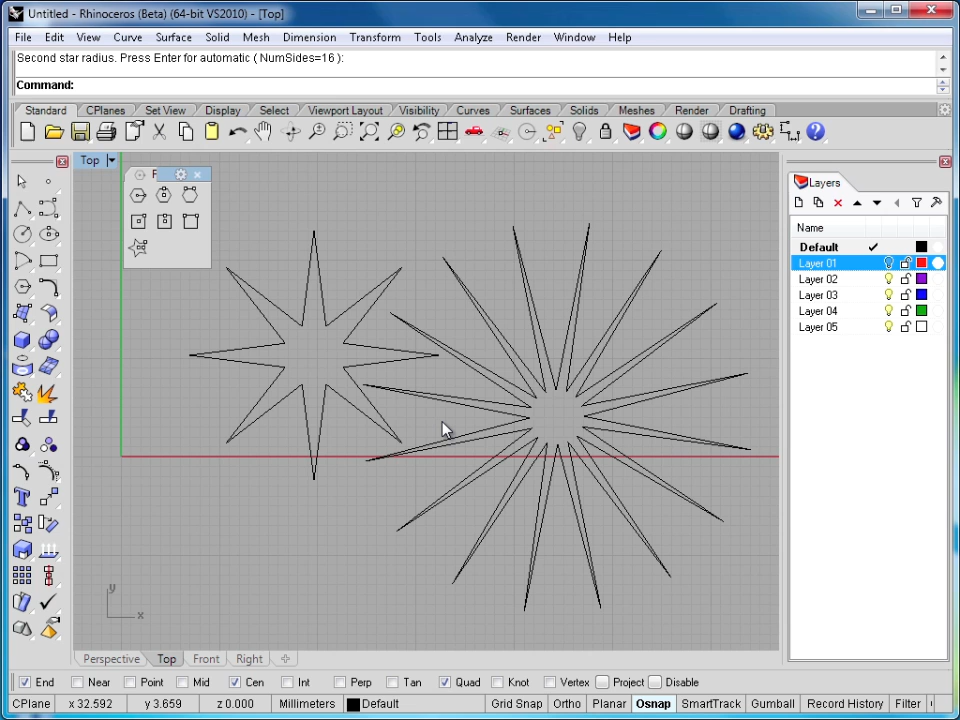 Untitled - Rhinoceros (Beta) (64-bit VS2010) - [Top]
File Edit View Curve Surface Solid Mesh Dimension Transform Tools Analyze Render Window Help
Second star radius. Press Enter for automatic ( NumSides=16 ):
Command:
Standard CPlanes Set View Display Select Viewport Layout Visibility Curves Surfaces Solids Meshes Render Drafting
Top
Layers
Name
Default
Layer 01
Layer 02
Layer 03
Layer 04
Layer 05
y
x
Perspective Top Front Right
End Near Point Mid Cen Int Perp Tan Quad Knot Vertex Project Disable
CPlane x 32.592 y 3.659 z 0.000 Millimeters Default Grid Snap Ortho Planar Osnap SmartTrack Gumball Record History Filter